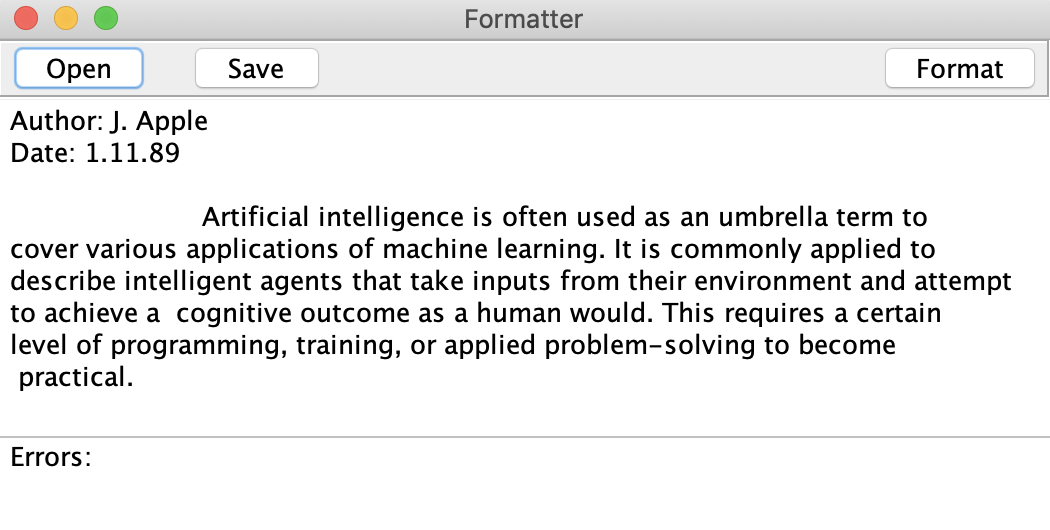 Formatter
Open Save Format
Author: J. Apple
Date: 1.11.89
Artificial intelligence is often used as an umbrella term to
cover various applications of machine learning. It is commonly applied to
describe intelligent agents that take inputs from their environment and attempt
to achieve a  cognitive outcome as a human would. This requires a certain
level of programming, training, or applied problem-solving to become
practical.
Errors: